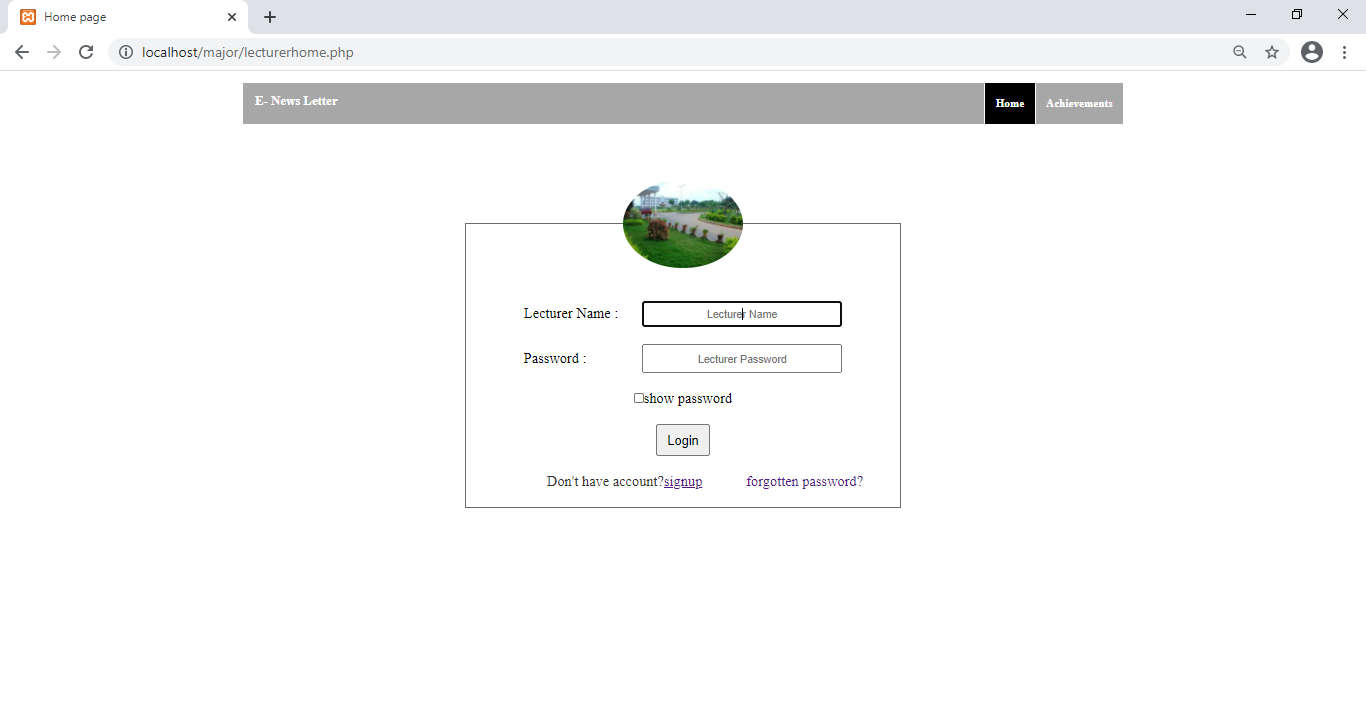 Home page
localhost/major/lecturerhome.php
E- News Letter Home Achievements
Lecturer Name : Lecturer Name
Password : Lecturer Password
show password
Login
Don't have account?signup forgotten password?